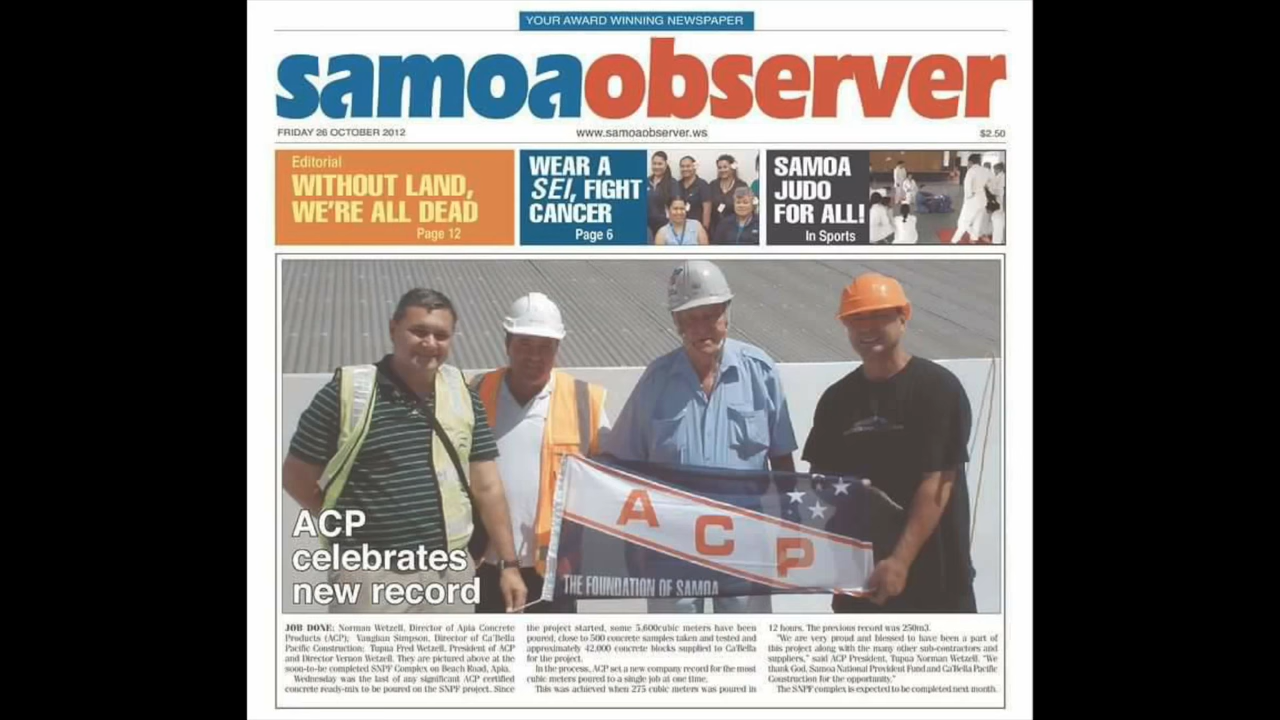 YOUR AWARD WINNING NEWSPAPER
samoaobserver
FRIDAY 26 OCTOBER 2012
www.samoaobserver.ws
$2.50
Editorial
WITHOUT LAND,
WE'RE ALL DEAD
Page 12
WEAR A
SEI, FIGHT
CANCER
Page 6
SAMOA
JUDO
FOR ALL!
In Sports
ACP
THE FOUNDATION OF SAMOA
ACP
celebrates
new record
JOB DONE: Norman Wetzell, Director of Apia Concrete
Products (ACP); Vaughan Simpson, Director of Ca'Bella
Pacific Construction; Tupua Fred Wetzell, President of ACP
and Director Vernon Wetzell. They are pictured above at the
soon-to-be completed SNPF Complex on Beach Road, Apia.
Wednesday was the last of any significant ACP certified
concrete ready-mix to be poured on the SNPF project. Since
the project started, some 5,600cubic meters have been
poured, close to 500 concrete samples taken and tested and
approximately 42,000 concrete blocks supplied to Ca'Bella
for the project.
In the process, ACP set a new company record for the most
cubic meters poured to a single job at one time.
This was achieved when 275 cubic meters was poured in
12 hours. The previous record was 250m3.
"We are very proud and blessed to have been a part of
this project along with the many other sub-contractors and
suppliers," said ACP President, Tupua Norman Wetzell. "We
thank God, Samoa National Provident Fund and Ca'Bella Pacific
Construction for the opportunity."
The SNPF complex is expected to be completed next month.